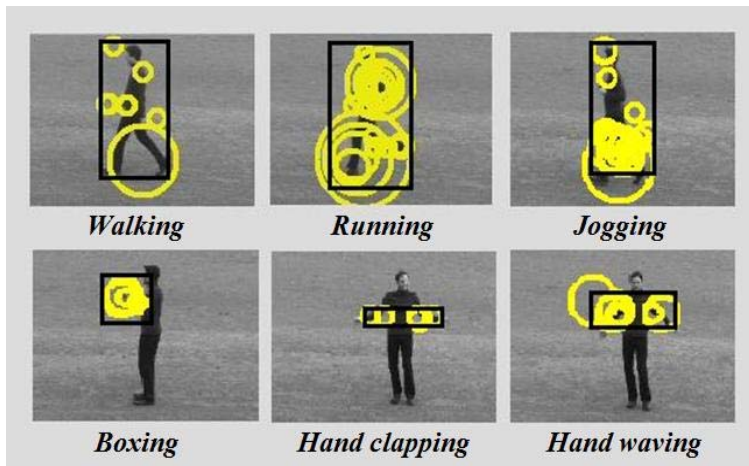 Walking
Running
Jogging
Boxing
Hand clapping
Hand waving